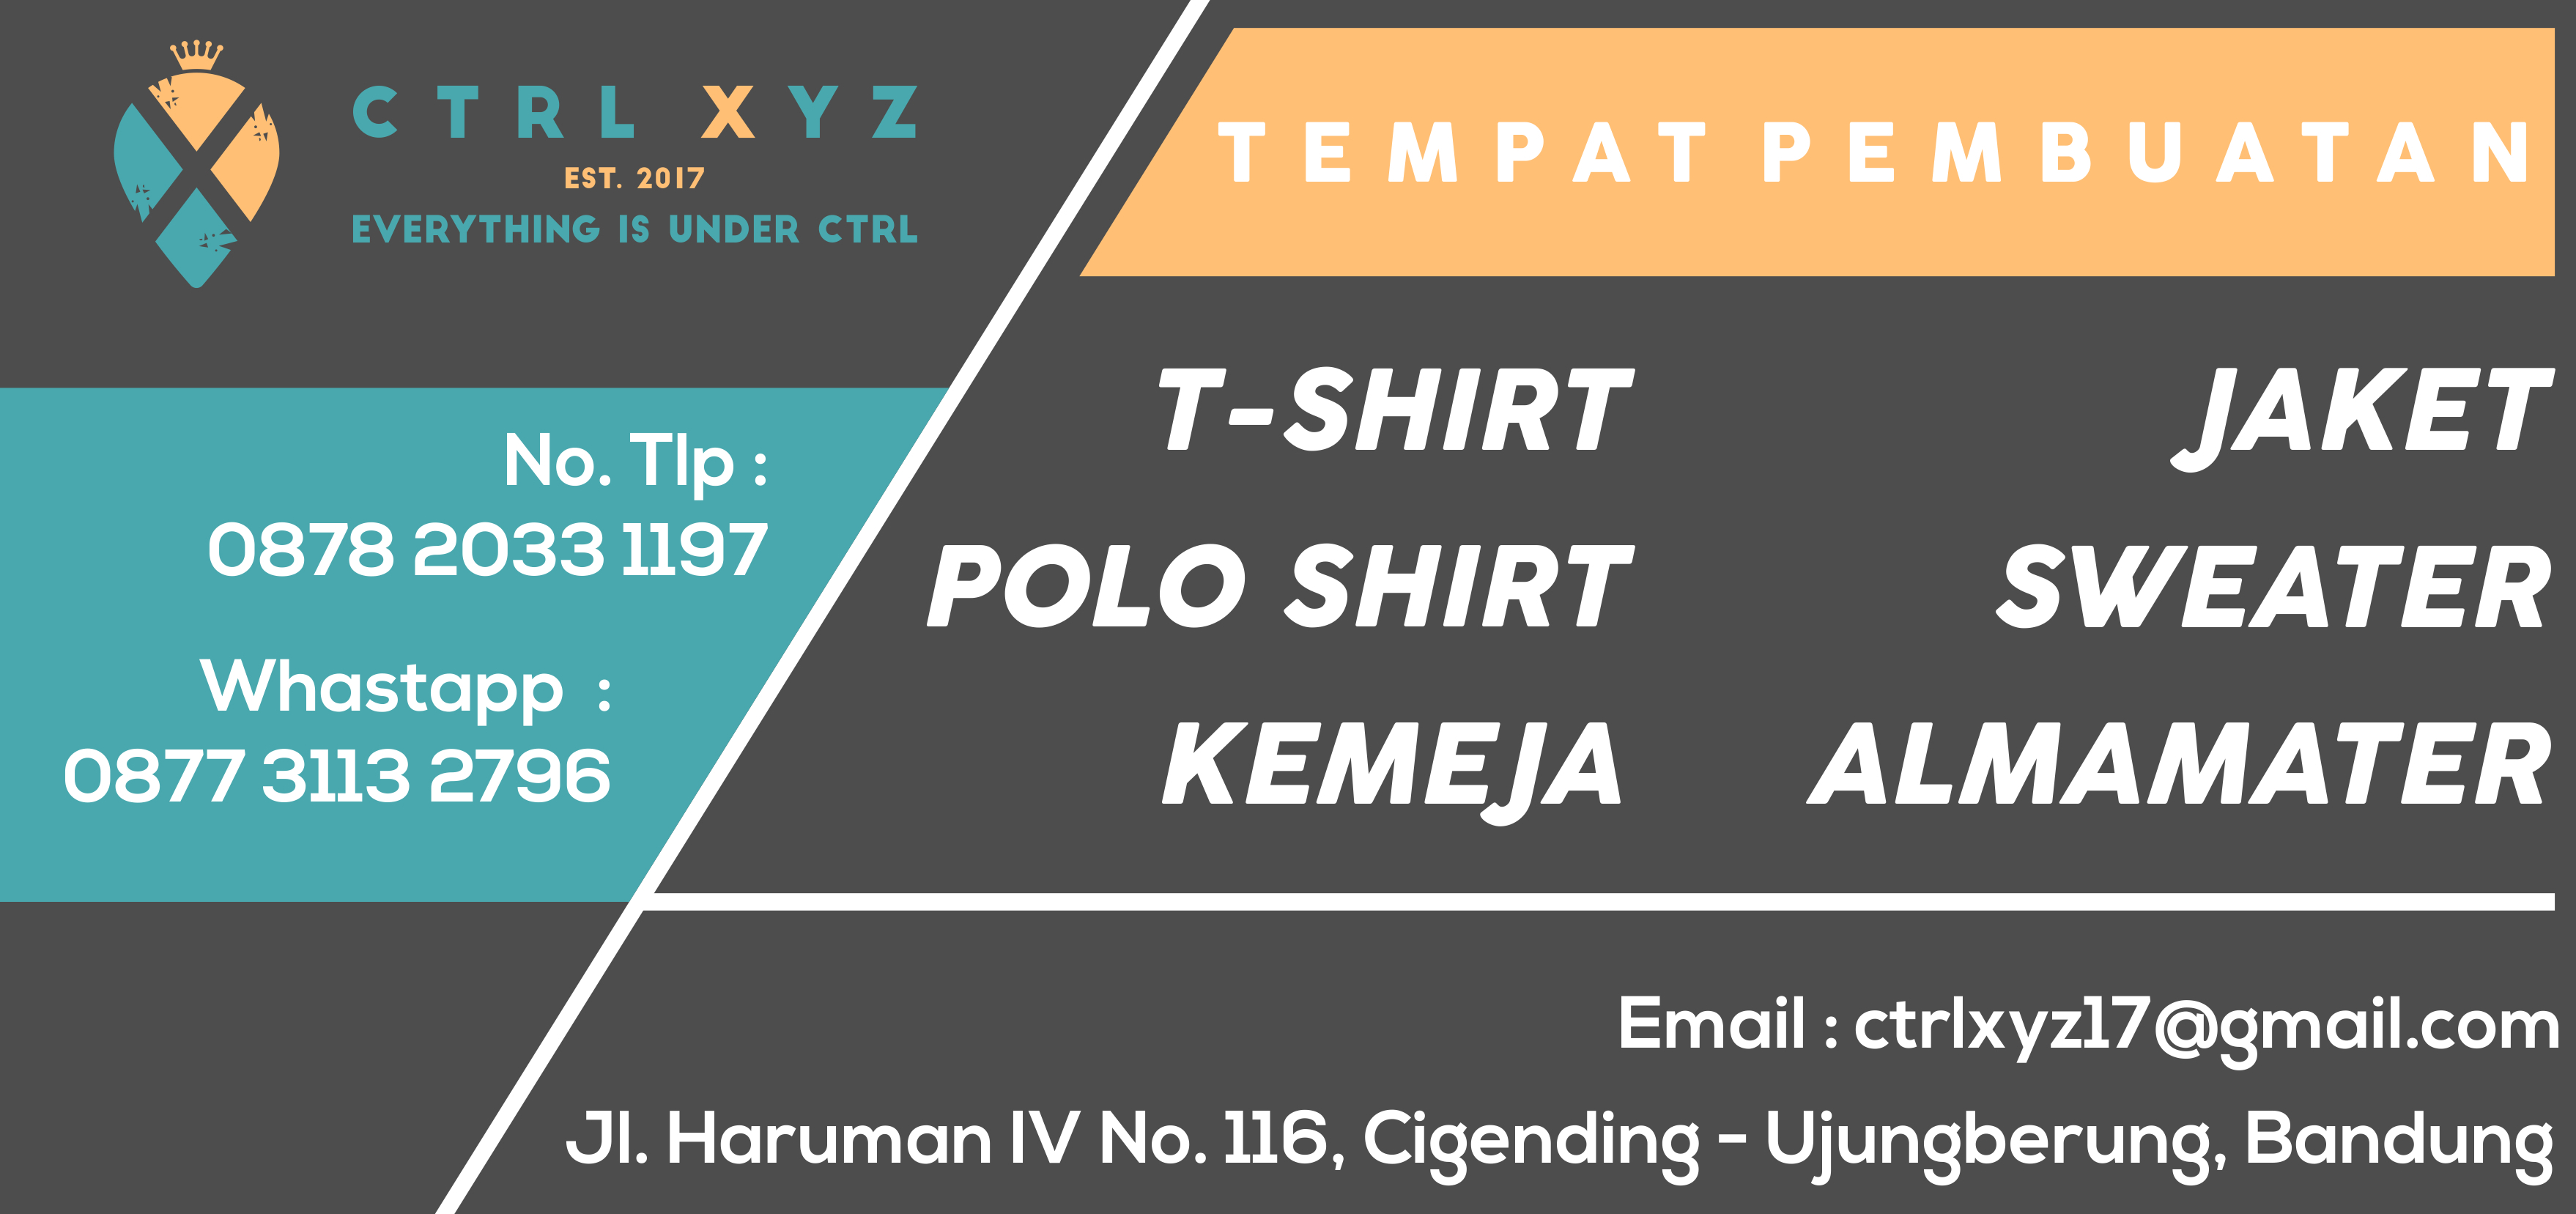 CTRL XYZ
EST. 2017
EVERYTHING IS UNDER CTRL
TEMPAT PEMBUATAN
No. Tlp :
0878 2033 1197
Whastapp :
0877 3113 2796
T-SHIRT
POLO SHIRT
KEMEJA
JAKET
SWEATER
ALMAMATER
Email : ctrlxyz17@gmail.com
Jl. Haruman IV No. 116, Cigending - Ujungberung, Bandung